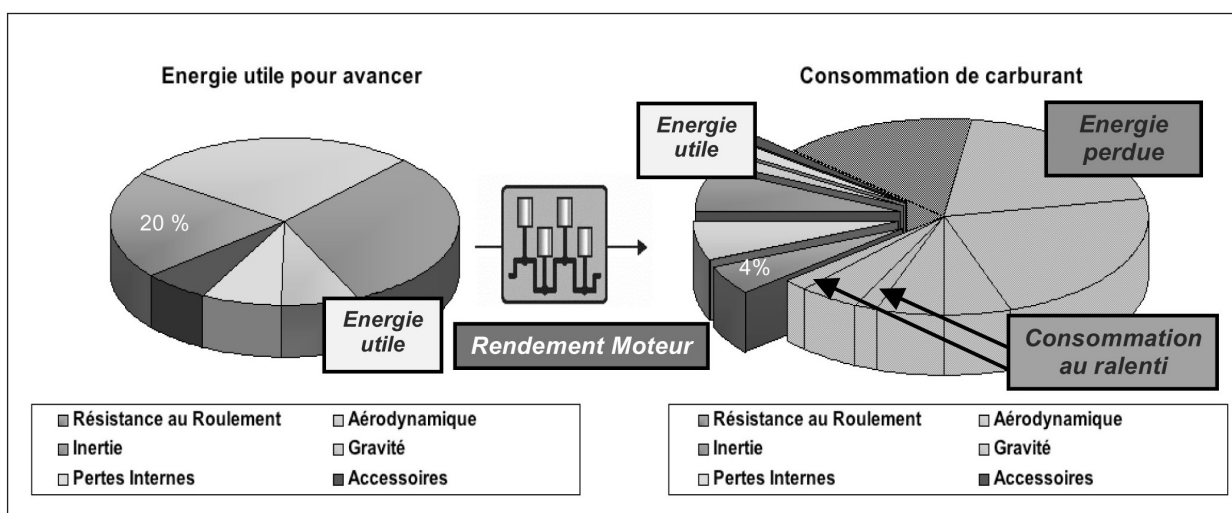 Energie utile pour avancer
20 %
Energie
utile
Rendement Moteur
Résistance au Roulement
Aérodynamique
Inertie
Gravité
Pertes Internes
Accessoires
Consommation de carburant
Energie
utile
Energie
perdue
4%
Consommation
au ralenti
Résistance au Roulement
Aérodynamique
Inertie
Gravité
Pertes Internes
Accessoires